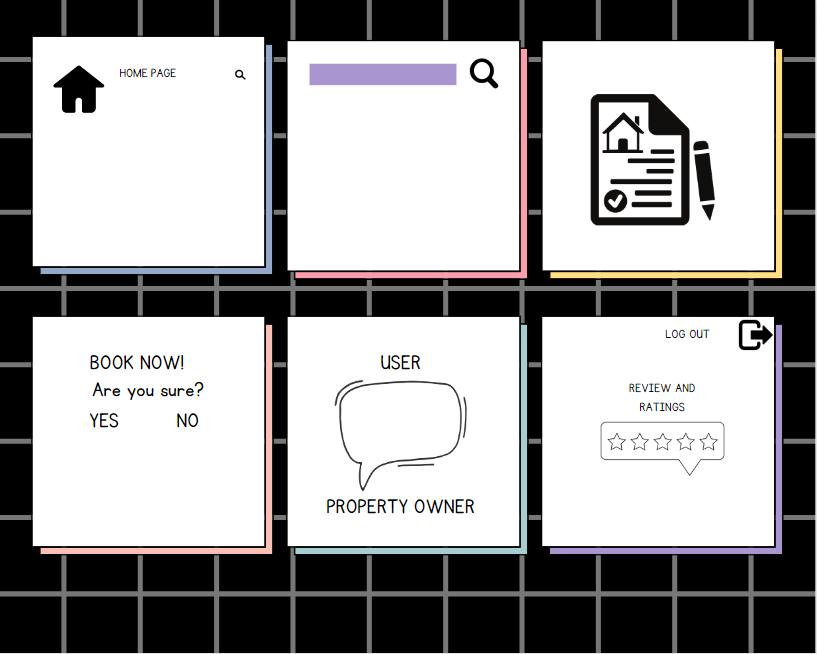 HOME PAGE
BOOK NOW!
Are you sure?
YES NO
USER
PROPERTY OWNER
LOG OUT
REVIEW AND
RATINGS